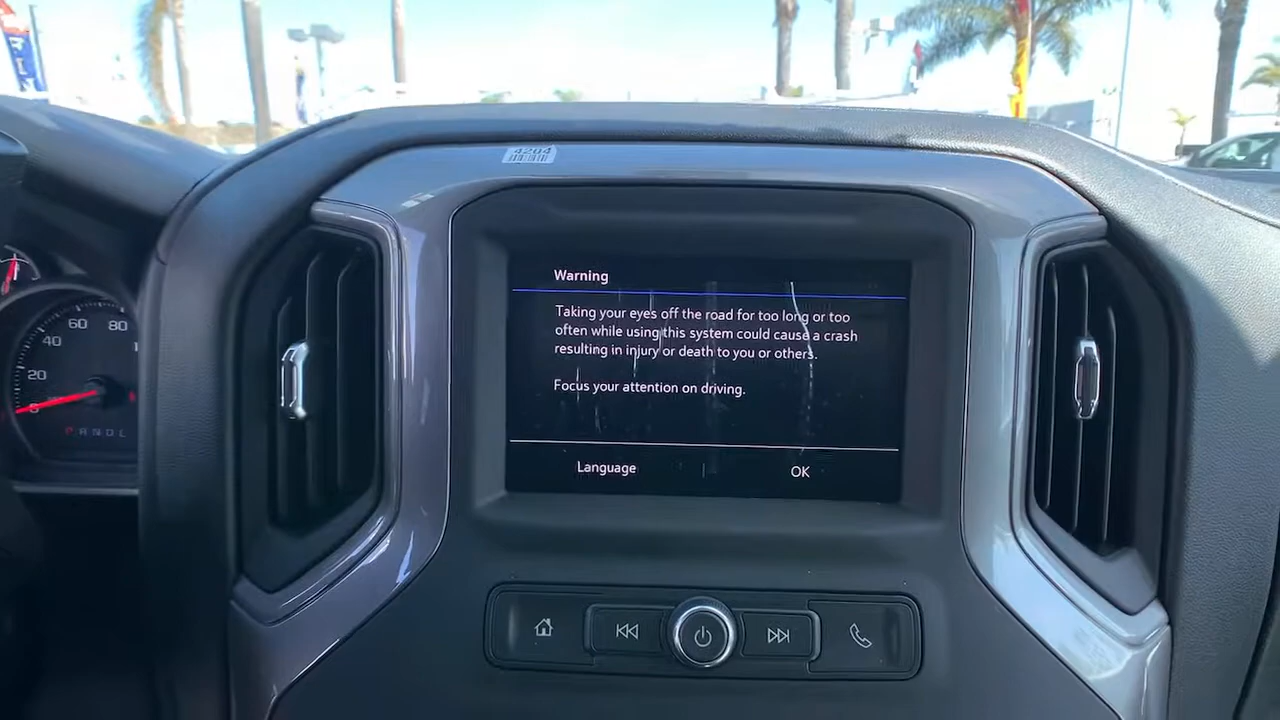 4204
Warning
Taking your eyes off the road for too long or too
often while using this system could cause a crash
resulting in injury or death to you or others.
Focus your attention on driving.
Language
OK
60
80
40
20
P R N D L